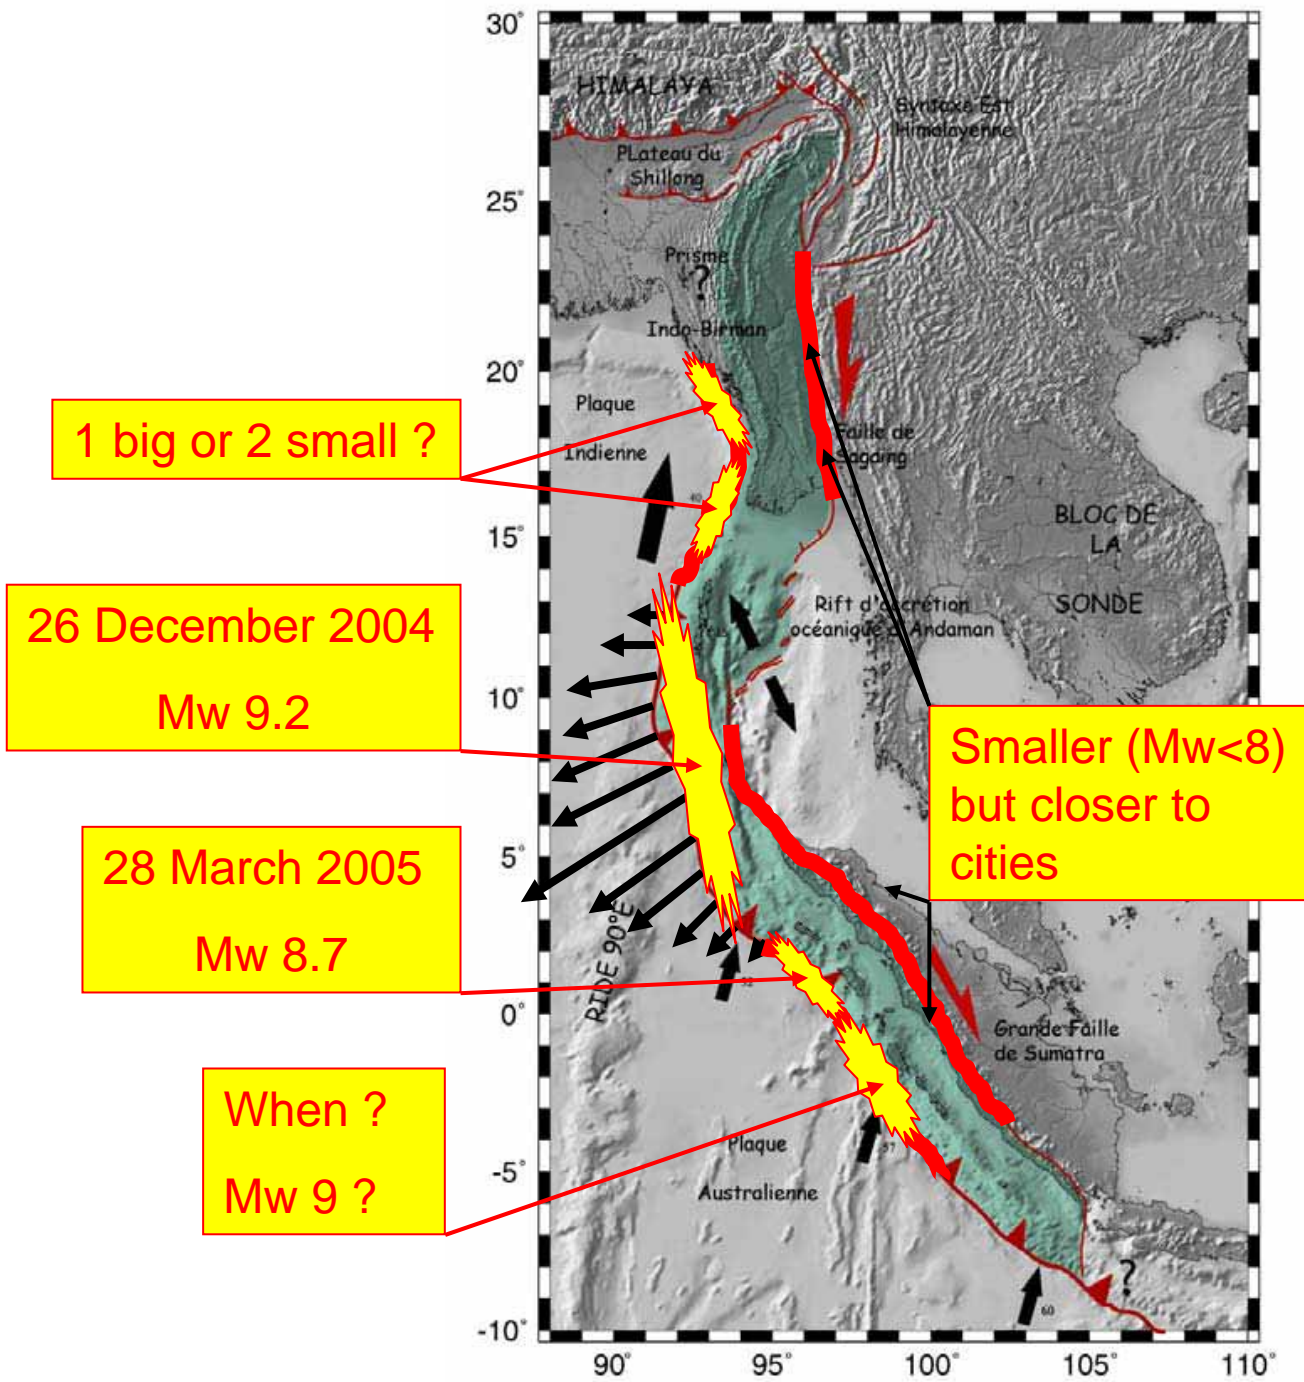 30°
25°
20°
15°
10°
5°
0°
-5°
-10°
90°
95°
100°
105°
110°
HIMALAYA
Syntaxe Est
Himalayenne
PLateau du
Shillong
Prisme
?
Indo-Birman
Plaque
Indienne
Faille de
Sagaing
BLOC DE
LA
SONDE
Rift d'accrétion
océanique d'Andaman
RIDE 90°E
Grande Faille
de Sumatra
Plaque
Australienne
57
60
?
1 big or 2 small ?
26 December 2004
Mw 9.2
28 March 2005
Mw 8.7
When ?
Mw 9 ?
Smaller (Mw<8)
but closer to
cities